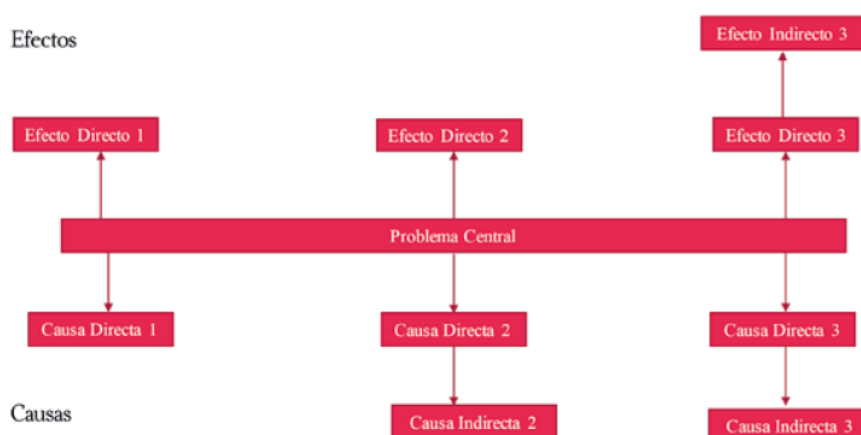 Efecto Indirecto 3
Efectos
Efecto Directo 1
Efecto Directo 2
Efecto Directo 3
Problema Central
Causa Directa 1
Causa Directa 2
Causa Directa 3
Causas
Causa Indirecta 2
Causa Indirecta 3